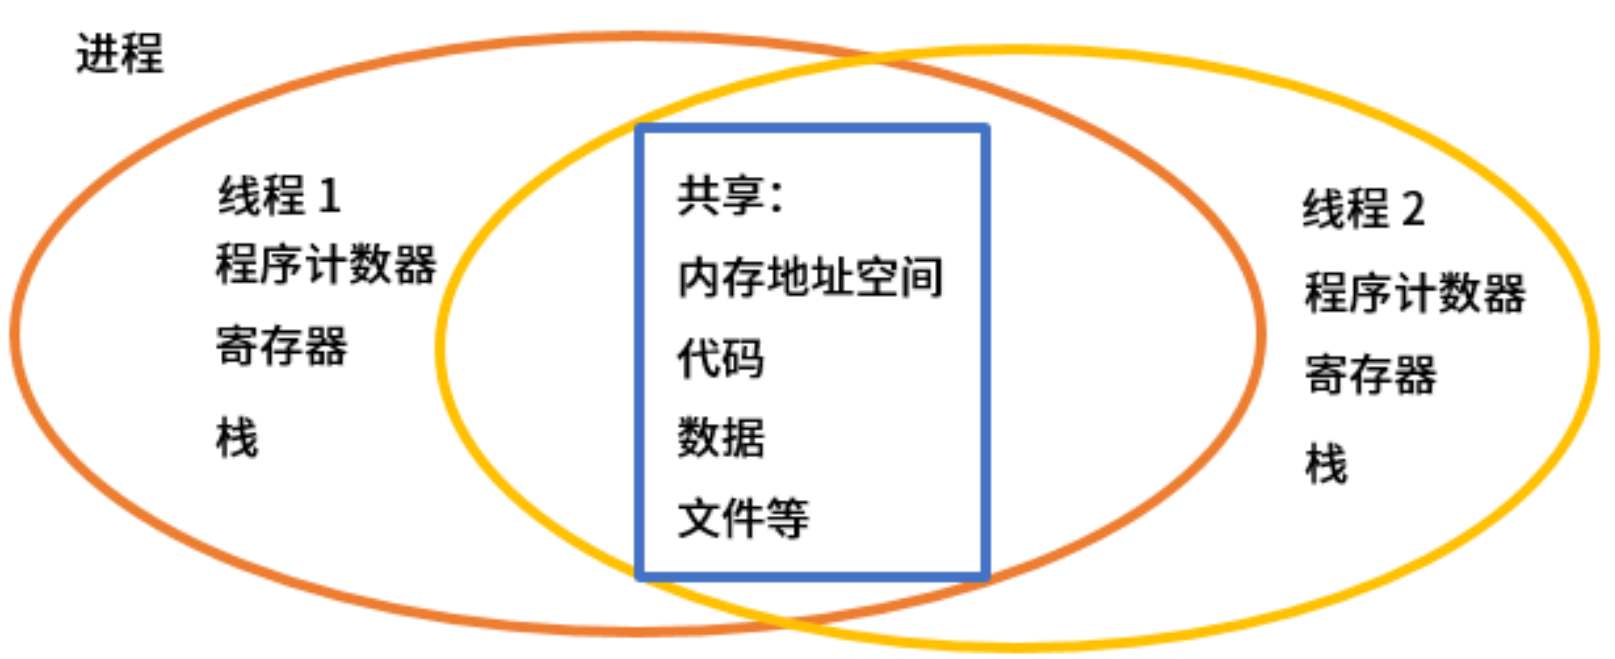 进程
线程 1
程序计数器
寄存器
栈
共享：
内存地址空间
代码
数据
文件等
线程 2
程序计数器
寄存器
栈